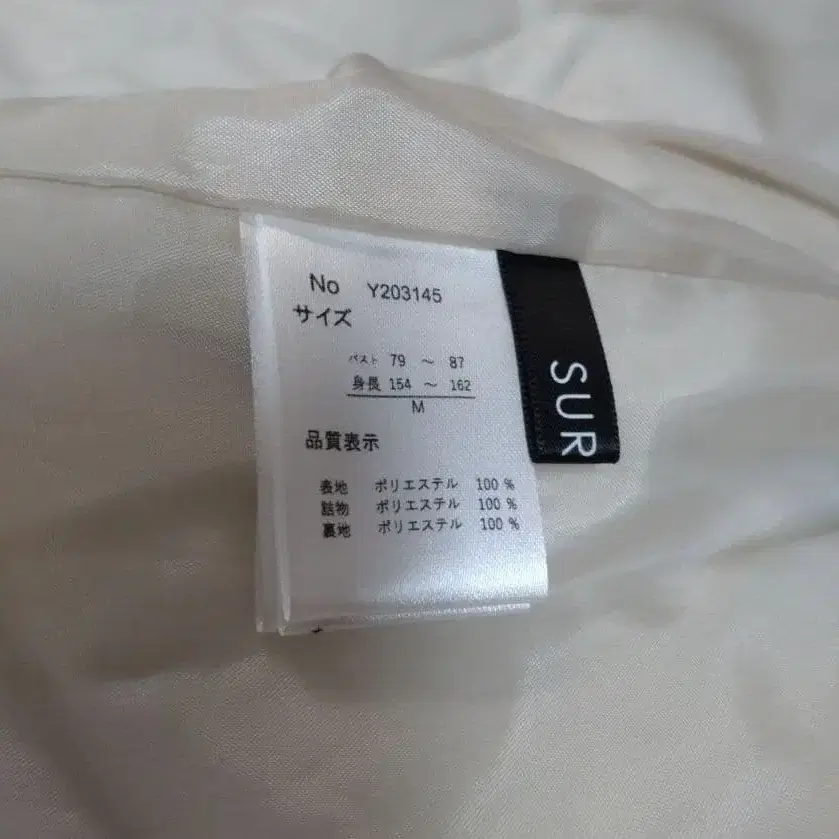 No Y203145
サイズ
バスト 79 ～ 87
身長 154 ～ 162
M
品質表示
表地 ポリエステル 100 %
詰物 ポリエステル 100 %
裏地 ポリエステル 100 %
SUR